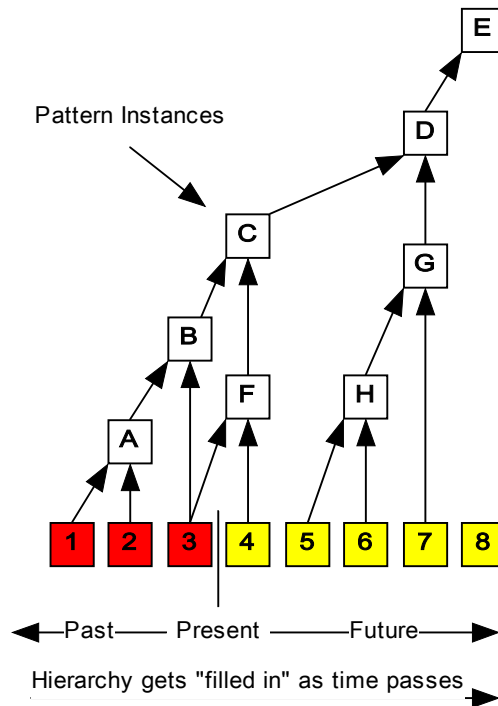 E
D
Pattern Instances
C
G
B
F
H
A
1 2 3 4 5 6 7 8
Past Present Future
Hierarchy gets "filled in" as time passes